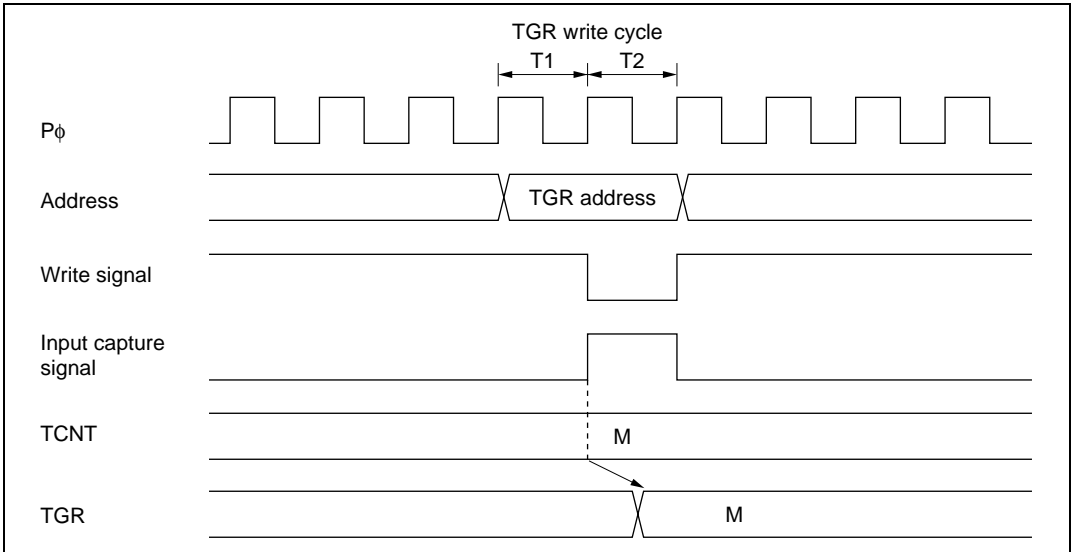 TGR write cycle
T1 T2
Pϕ
Address
TGR address
Write signal
Input capture
signal
TCNT
M
TGR
M